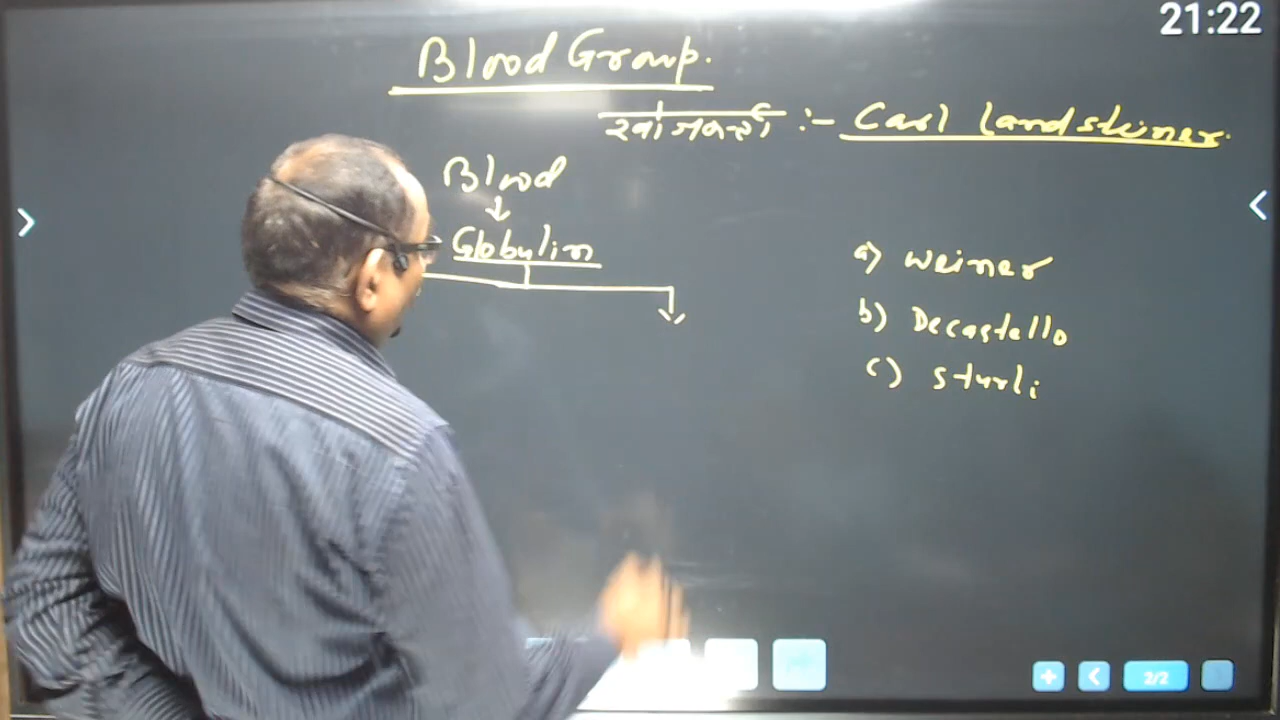 21:22
Blood Group.
खोजकर्ता :- Carl landsteiner.
Blood
Globulin
a) Weiner
b) Decastello
c) Sturli
2/2